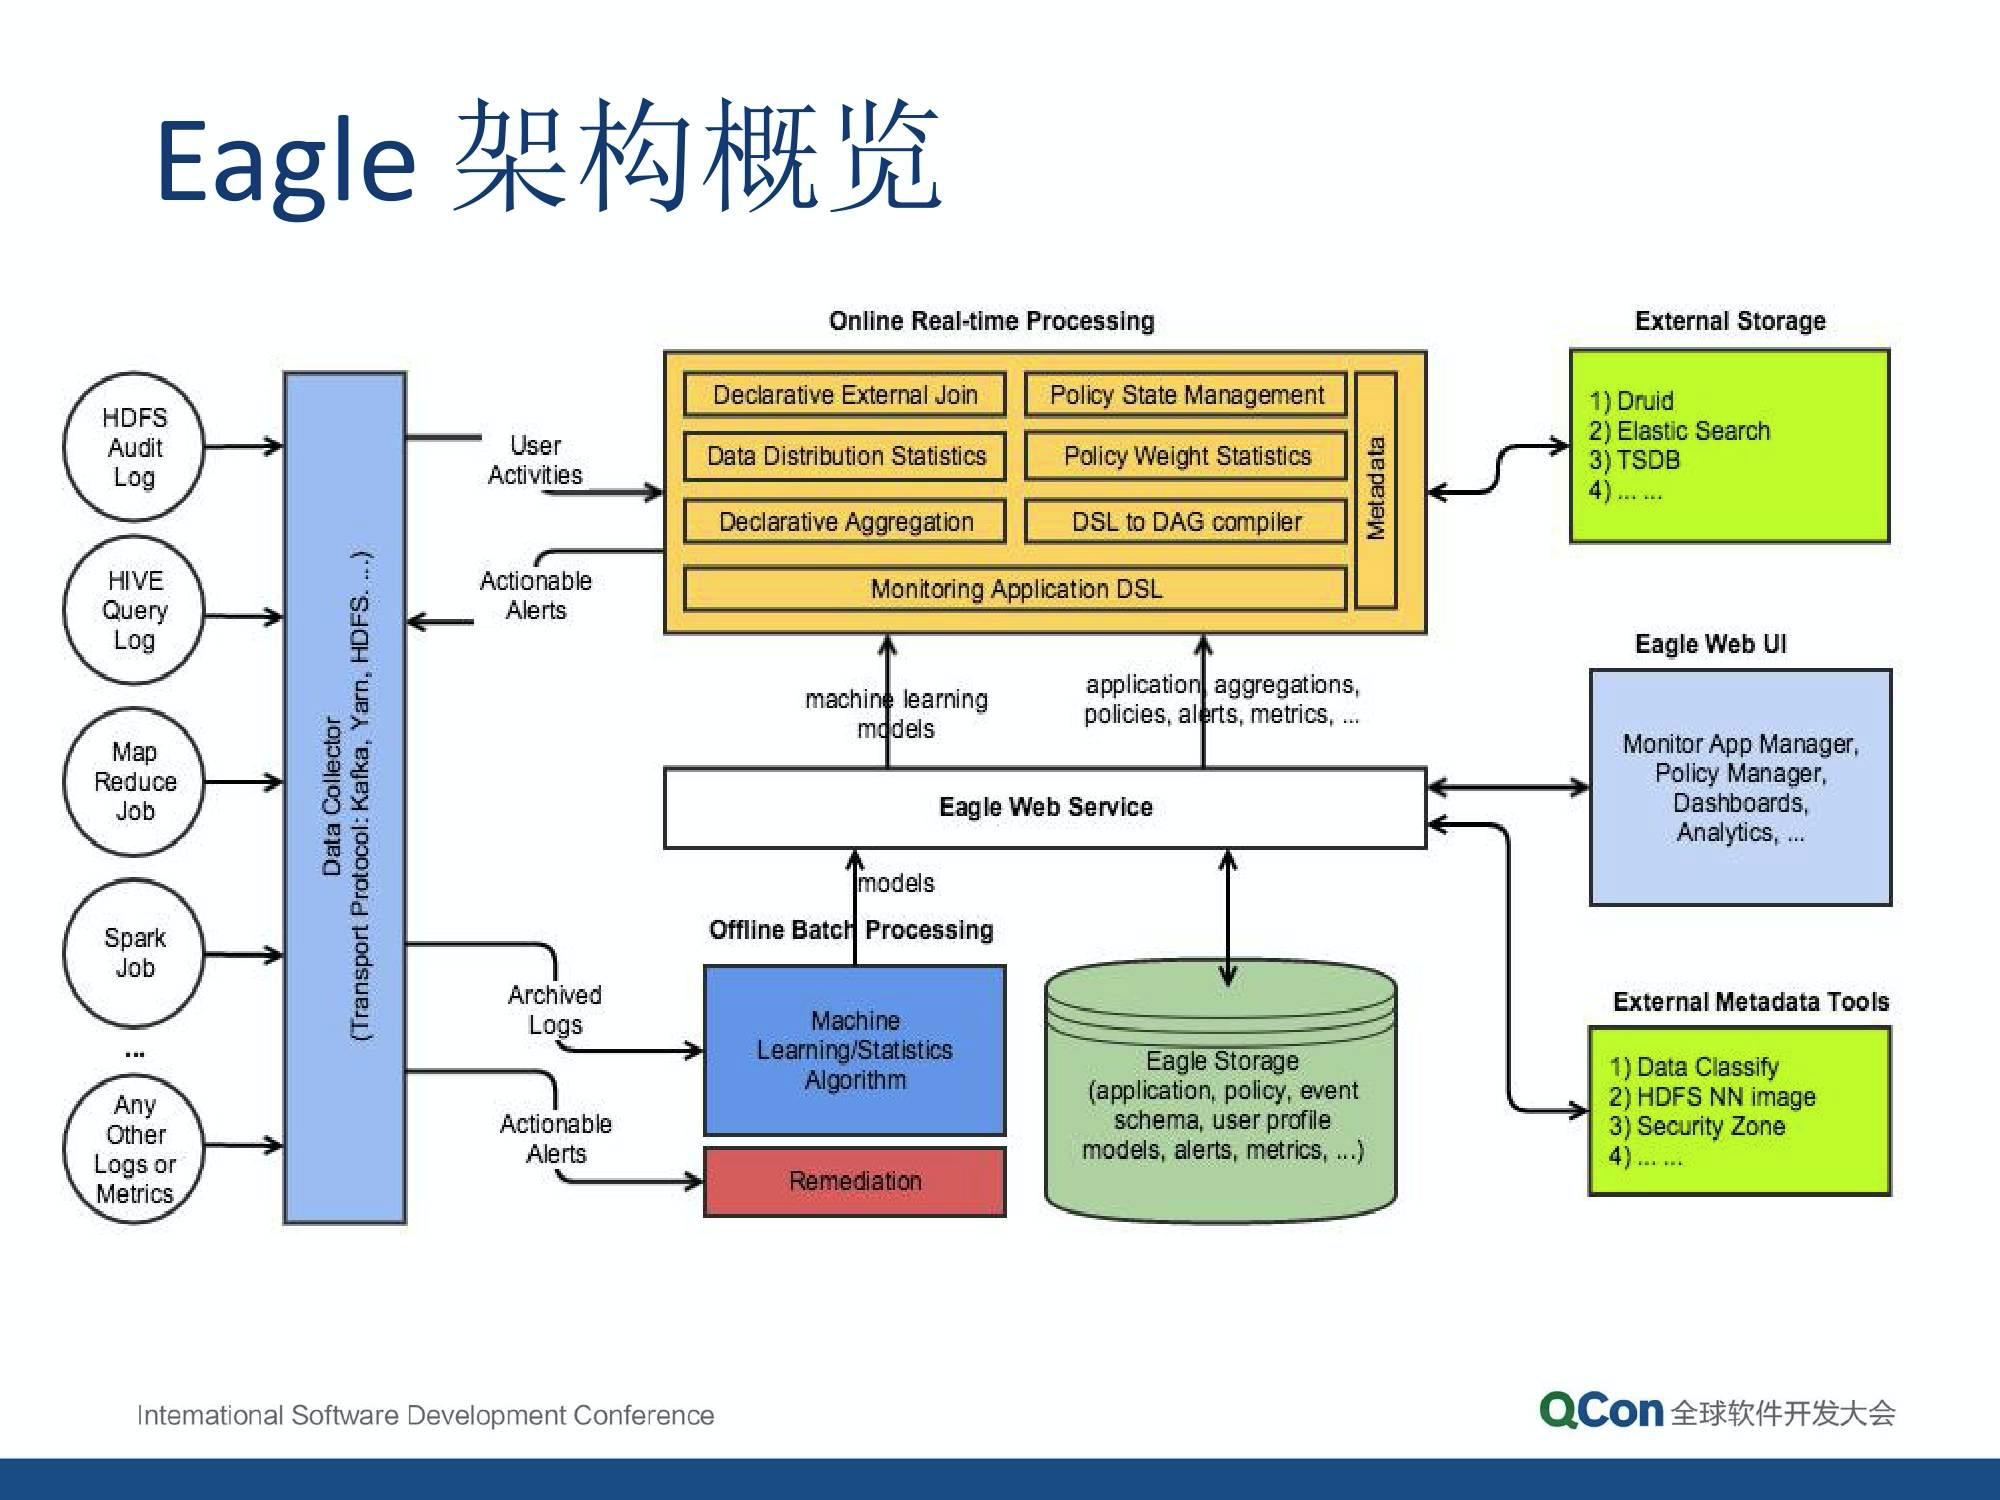 Eagle 架构概览
HDFS
Audit
Log
HIVE
Query
Log
Map
Reduce
Job
Spark
Job
...
Any
Other
Logs or
Metrics
Data Collector
(Transport Protocol: Kafka, Yarn, HDFS. ...)
User
Activities
Actionable
Alerts
Archived
Logs
Actionable
Alerts
Online Real-time Processing
Declarative External Join
Policy State Management
Data Distribution Statistics
Policy Weight Statistics
Declarative Aggregation
DSL to DAG compiler
Monitoring Application DSL
Metadata
machine learning
models
application, aggregations,
policies, alerts, metrics, ...
Eagle Web Service
models
Offline Batch Processing
Machine
Learning/Statistics
Algorithm
Remediation
Eagle Storage
(application, policy, event
schema, user profile
models, alerts, metrics, ...)
External Storage
1) Druid
2) Elastic Search
3) TSDB
4) ... ...
Eagle Web UI
Monitor App Manager,
Policy Manager,
Dashboards,
Analytics, ...
External Metadata Tools
1) Data Classify
2) HDFS NN image
3) Security Zone
4) ... ...
International Software Development Conference
QCon 全球软件开发大会